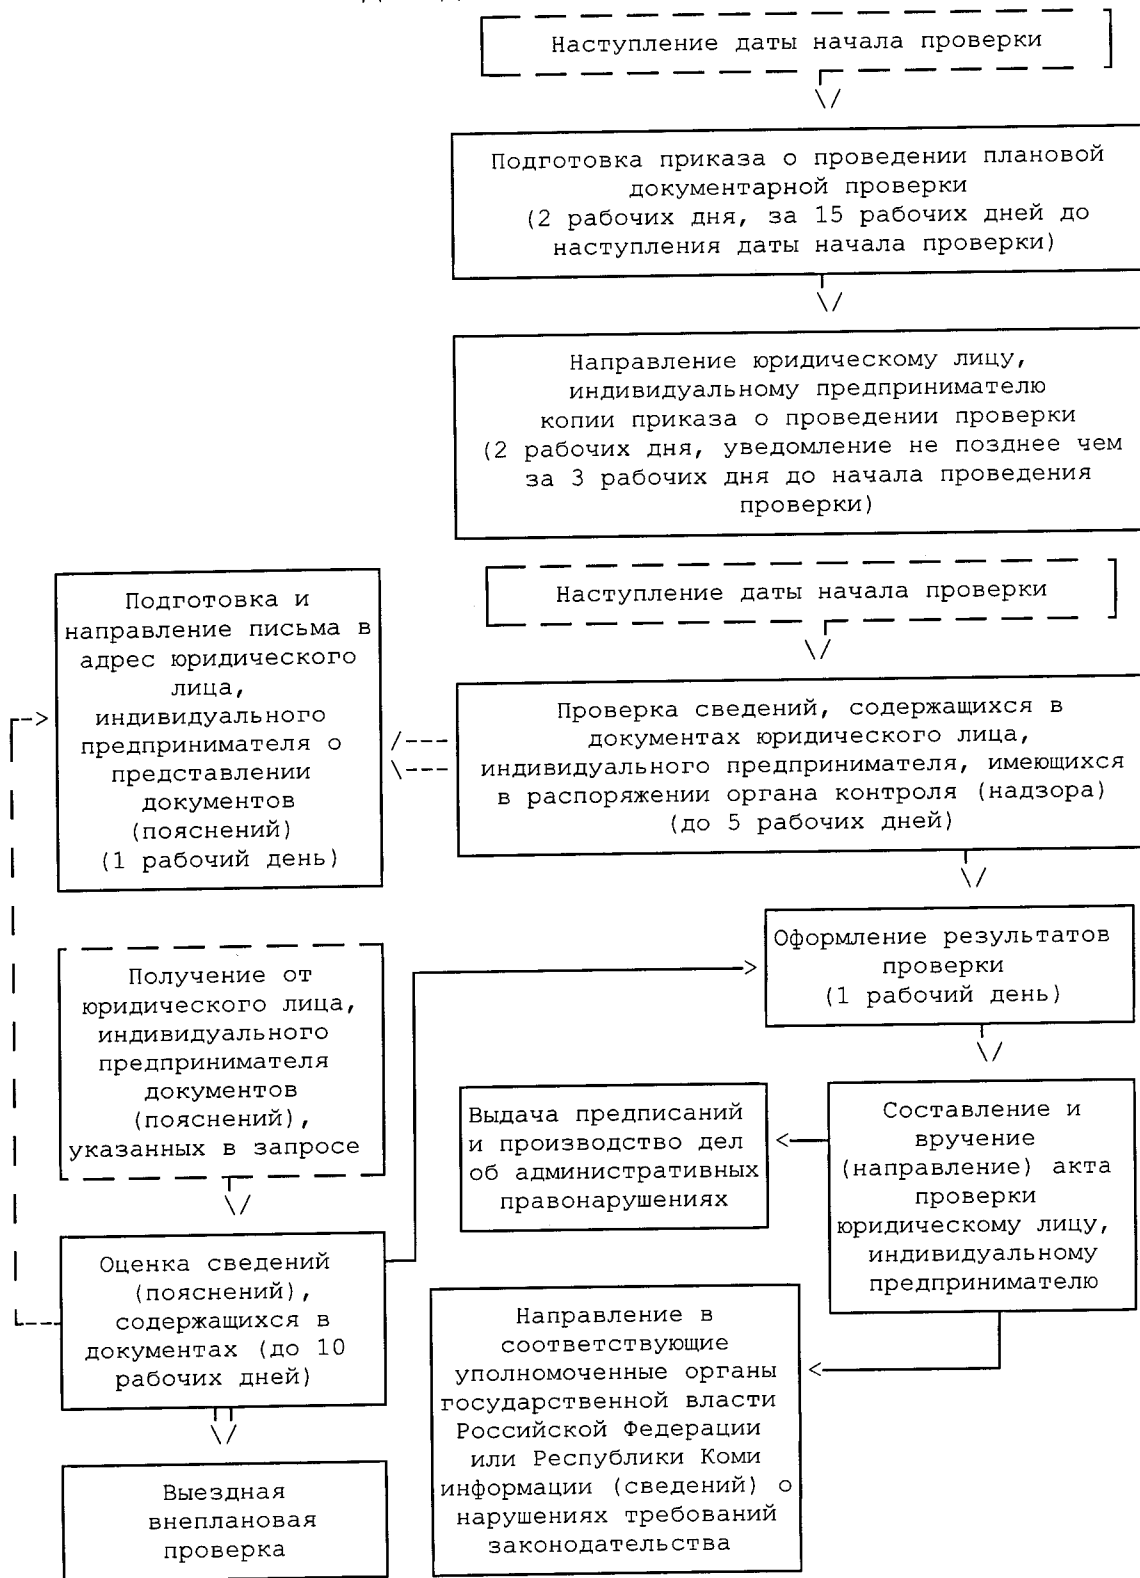 Наступление даты начала проверки
Подготовка приказа о проведении плановой
документарной проверки
(2 рабочих дня, за 15 рабочих дней до
наступления даты начала проверки)
Направление юридическому лицу,
индивидуальному предпринимателю
копии приказа о проведении проверки
(2 рабочих дня, уведомление не позднее чем
за 3 рабочих дня до начала проведения
проверки)
Наступление даты начала проверки
Подготовка и
направление письма в
адрес юридического
лица,
индивидуального
предпринимателя о
представлении
документов
(пояснений)
(1 рабочий день)
Проверка сведений, содержащихся в
документах юридического лица,
индивидуального предпринимателя, имеющихся
в распоряжении органа контроля (надзора)
(до 5 рабочих дней)
Оформление результатов
проверки
(1 рабочий день)
Получение от
юридического лица,
индивидуального
предпринимателя
документов
(пояснений),
указанных в запросе
Выдача предписаний
и производство дел
об административных
правонарушениях
Составление и
вручение
(направление) акта
проверки
юридическому лицу,
индивидуальному
предпринимателю
Оценка сведений
(пояснений),
содержащихся в
документах (до 10
рабочих дней)
Направление в
соответствующие
уполномоченные органы
государственной власти
Российской Федерации
или Республики Коми
информации (сведений) о
нарушениях требований
законодательства
Выездная
внеплановая
проверка